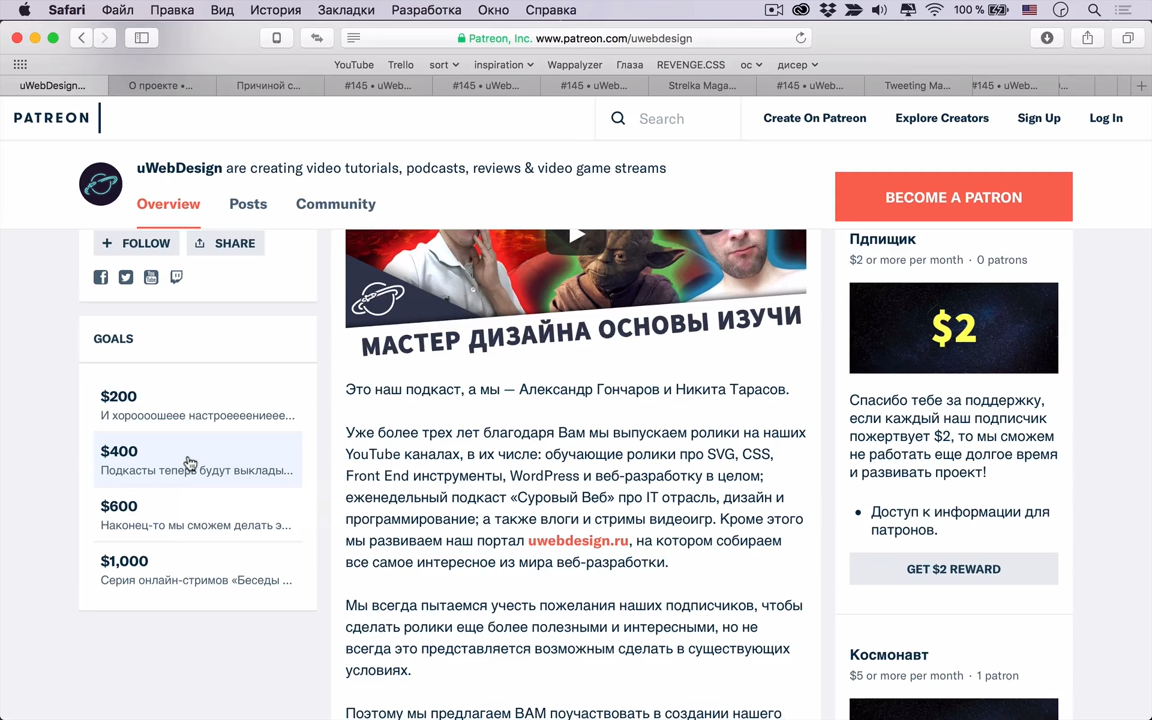 Safari Файл Правка Вид История Закладки Разработка Окно Справка 100 %
Patreon, Inc. www.patreon.com/uwebdesign
YouTube Trello sort inspiration Wappalyzer Глаза REVENGE.CSS ос дисер
uWebDesign... О проекте •... Причиной с... #145 • uWeb... #145 • uWeb... #145 • uWeb... Strelka Maga... #145 • uWeb... Tweeting Ma... #145 • uWeb...
PATREON Search Create On Patreon Explore Creators Sign Up Log In
uWebDesign are creating video tutorials, podcasts, reviews & video game streams
Overview Posts Community
BECOME A PATRON
FOLLOW SHARE
GOALS
$200
И хороооошеее настроеееениеее...
$400
Подкасты теперь будут выклады...
$600
Наконец-то мы сможем делать э...
$1,000
Серия онлайн-стримов «Беседы ...
МАСТЕР ДИЗАЙНА ОСНОВЫ ИЗУЧИ
Это наш подкаст, а мы — Александр Гончаров и Никита Тарасов.
Уже более трех лет благодаря Вам мы выпускаем ролики на наших
YouTube каналах, в их числе: обучающие ролики про SVG, CSS,
Front End инструменты, WordPress и веб-разработку в целом;
еженедельный подкаст «Суровый Веб» про IT отрасль, дизайн и
программирование; а также влоги и стримы видеоигр. Кроме этого
мы развиваем наш портал uwebdesign.ru, на котором собираем
все самое интересное из мира веб-разработки.
Мы всегда пытаемся учесть пожелания наших подписчиков, чтобы
сделать ролики еще более полезными и интересными, но не
всегда это представляется возможным сделать в существующих
условиях.
Поэтому мы предлагаем ВАМ поучаствовать в создании нашего
Пдпищик
$2 or more per month · 0 patrons
$2
Спасибо тебе за поддержку,
если каждый наш подписчик
пожертвует $2, то мы сможем
не работать еще долгое время
и развивать проект!
• Доступ к информации для
патронов.
GET $2 REWARD
Космонавт
$5 or more per month · 1 patron